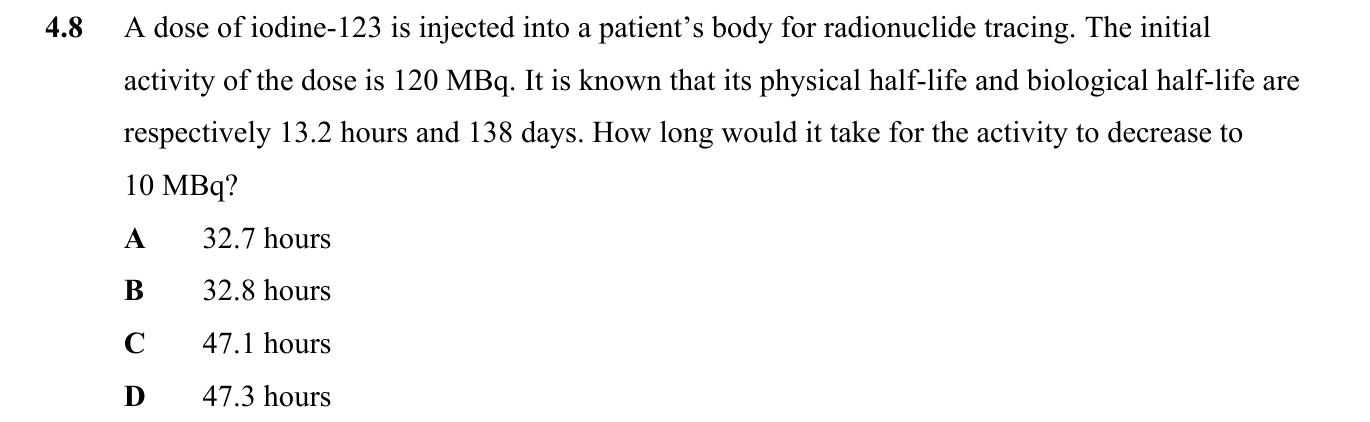 4.8 A dose of iodine-123 is injected into a patient’s body for radionuclide tracing. The initial
activity of the dose is 120 MBq. It is known that its physical half-life and biological half-life are
respectively 13.2 hours and 138 days. How long would it take for the activity to decrease to
10 MBq?
A 32.7 hours
B 32.8 hours
C 47.1 hours
D 47.3 hours